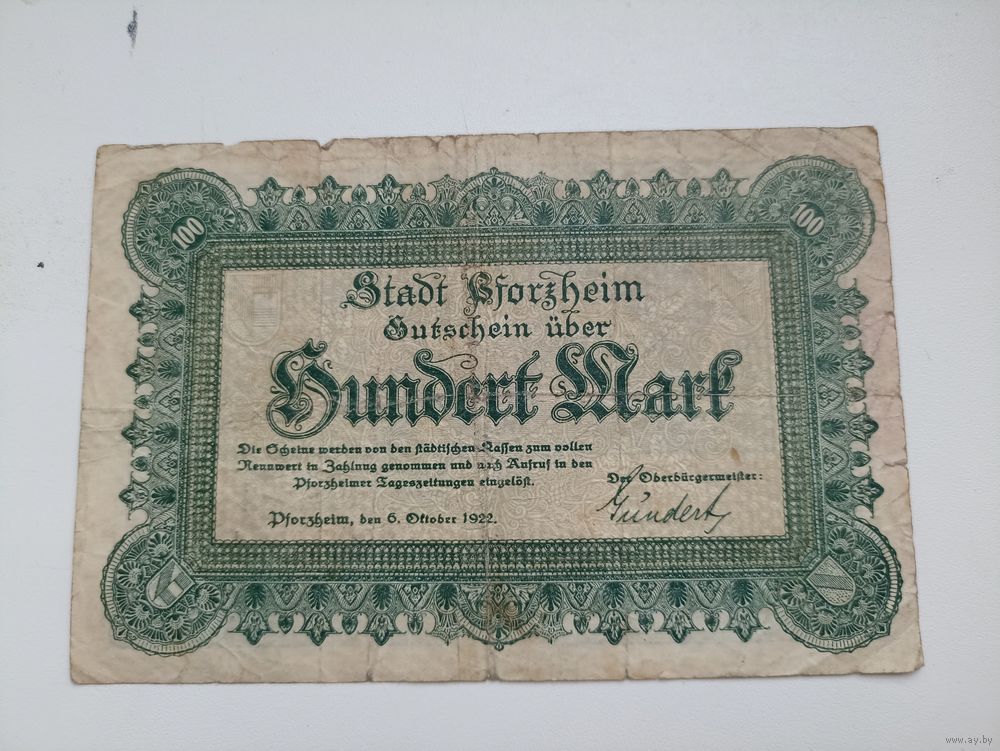 100 100
Stadt Pforzheim
Gutschein über
Hundert Mark
Die Scheine werden von den städtischen Kassen zum vollen
Nennwert in Zahlung genommen und nach Aufruf in den
Pforzheimer Tageszeitungen eingelöst.
Der Oberbürgermeister:
Gündert
Pforzheim, den 6. Oktober 1922.
www.ay.by